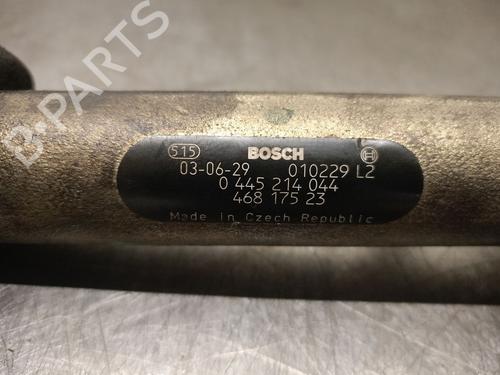 B-PARTS
515 BOSCH
03-06-29 010229 L2
0 445 214 044
468 175 23
Made in Czech Republic